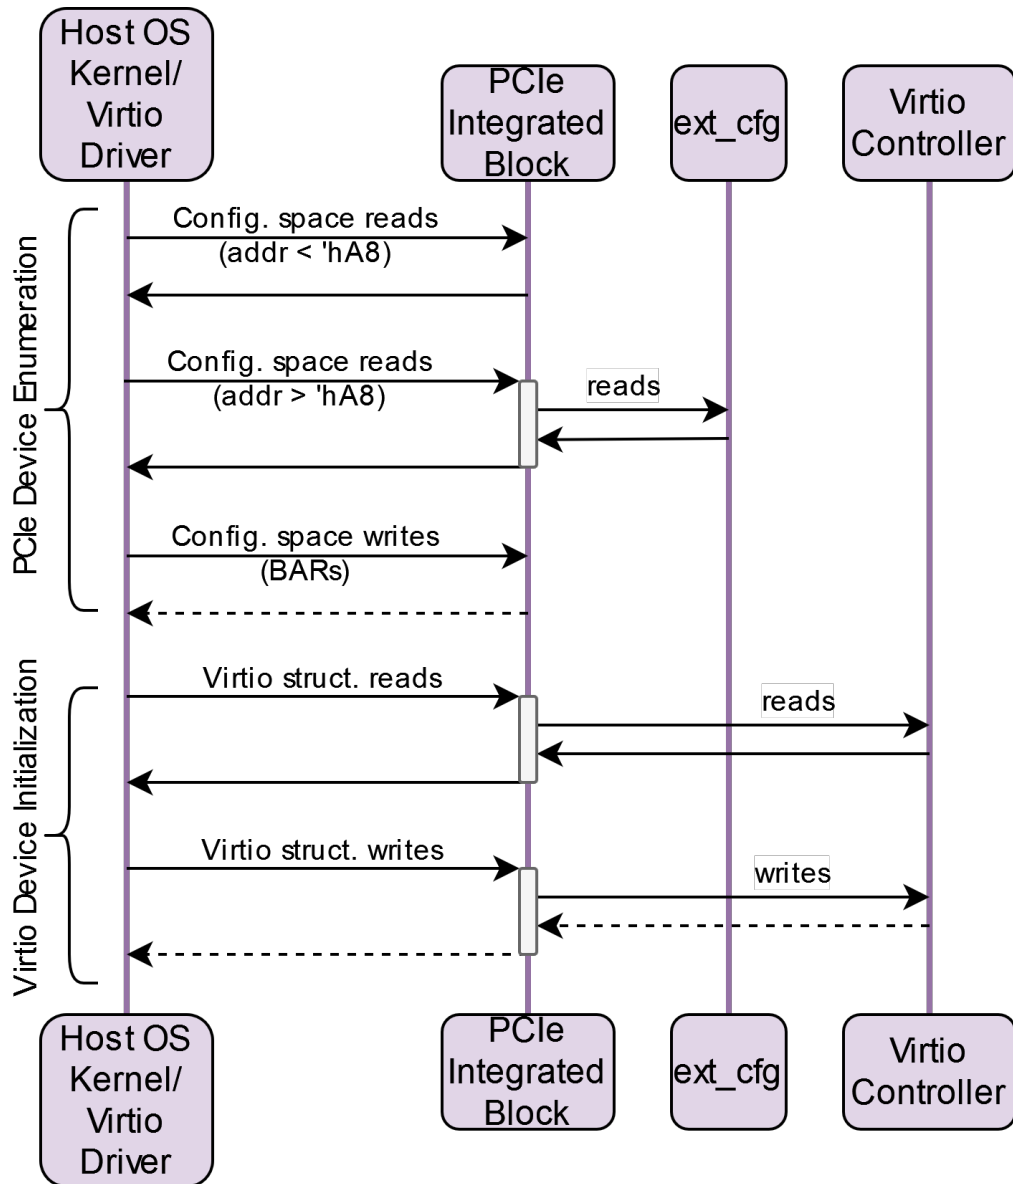 Host OS
Kernel/
Virtio
Driver
PCIe
Integrated
Block
ext_cfg
Virtio
Controller
PCIe Device Enumeration
Config. space reads
(addr < 'hA8)
Config. space reads
(addr > 'hA8)
reads
Config. space writes
(BARs)
Virtio Device Initialization
Virtio struct. reads
reads
Virtio struct. writes
writes
Host OS
Kernel/
Virtio
Driver
PCIe
Integrated
Block
ext_cfg
Virtio
Controller